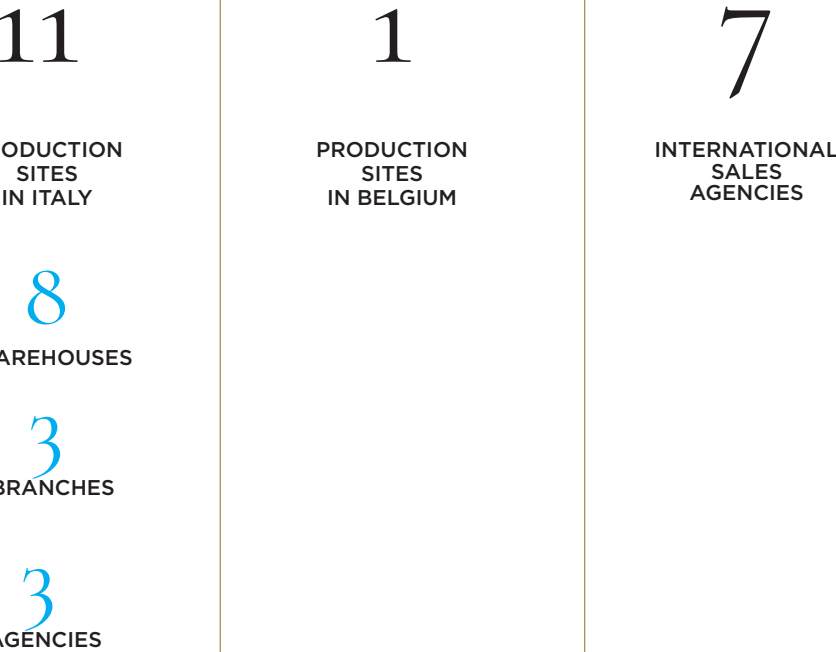 11
ODUCTION
SITES
IN ITALY
8
AREHOUSES
3
BRANCHES
3
AGENCIES
1
PRODUCTION
SITES
IN BELGIUM
7
INTERNATIONAL
SALES
AGENCIES